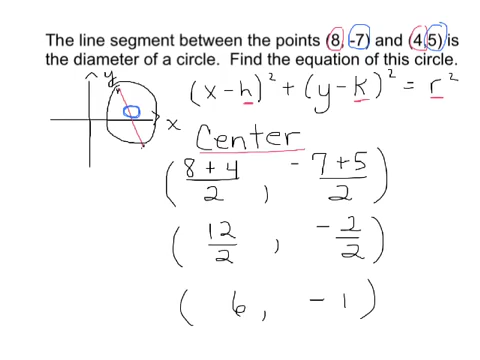 The line segment between the points (8, -7) and (4,5) is
the diameter of a circle.  Find the equation of this circle.
y
(x-h)² + (y-k)² = r²
x
Center
( (8+4)/2 , (-7+5)/2 )
( 12/2 , -2/2 )
( 6 , -1 )